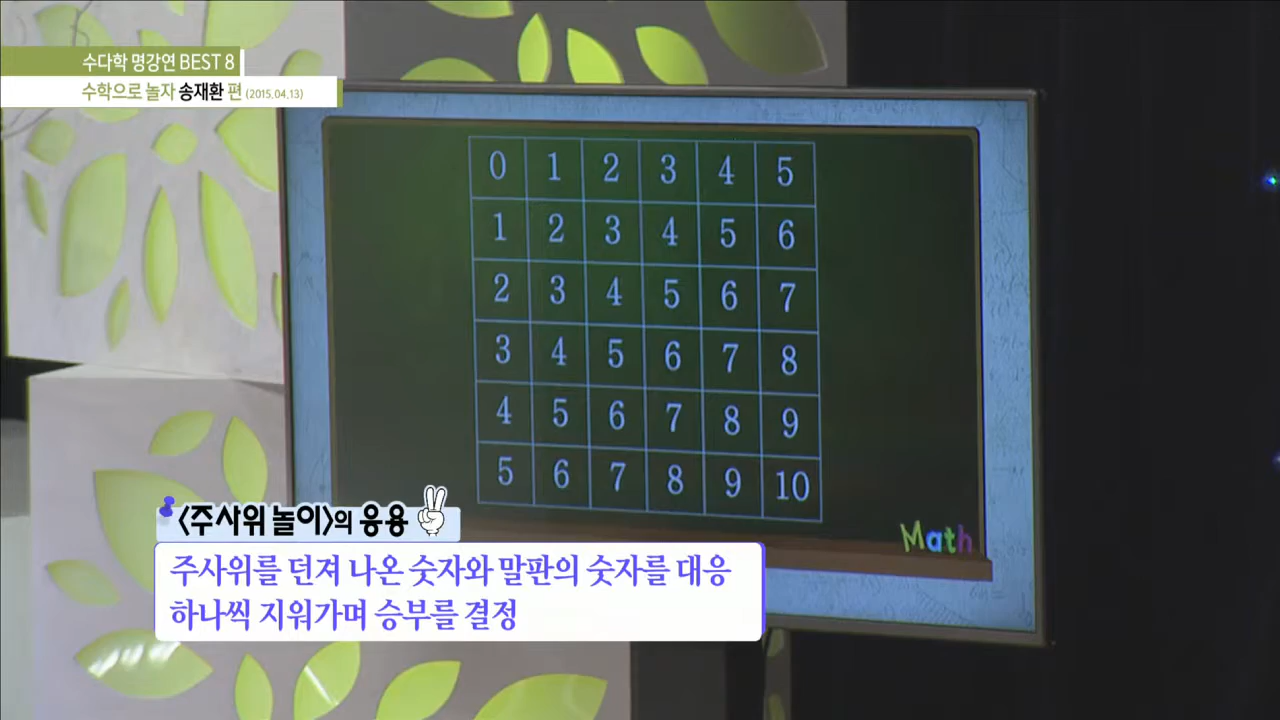 수다학 명강연 BEST 8
수학으로 놀자 송재환 편 (2015.04.13)
0 1 2 3 4 5
1 2 3 4 5 6
2 3 4 5 6 7
3 4 5 6 7 8
4 5 6 7 8 9
5 6 7 8 9 10
Math
<주사위 놀이>의 응용
주사위를 던져 나온 숫자와 말판의 숫자를 대응
하나씩 지워가며 승부를 결정